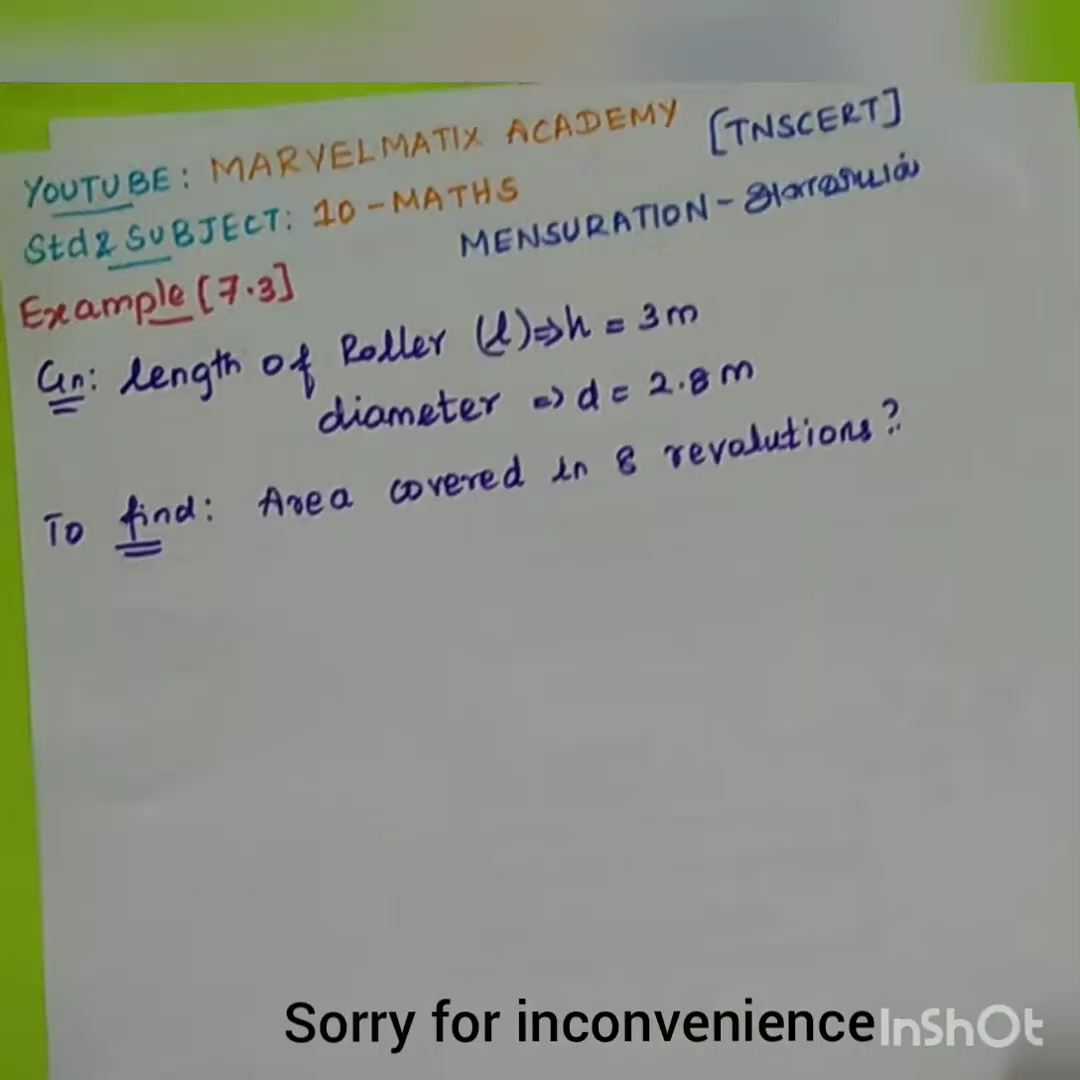 YOUTUBE: MARVELMATIX ACADEMY [TNSCERT]
Std & SUBJECT: 10 - MATHS
MENSURATION - அளவியல்
Example [7.3]
Gn: length of Roller (l) => h = 3m
diameter => d = 2.8 m
To find: Area covered in 8 revolutions?
Sorry for inconvenience
InShOt